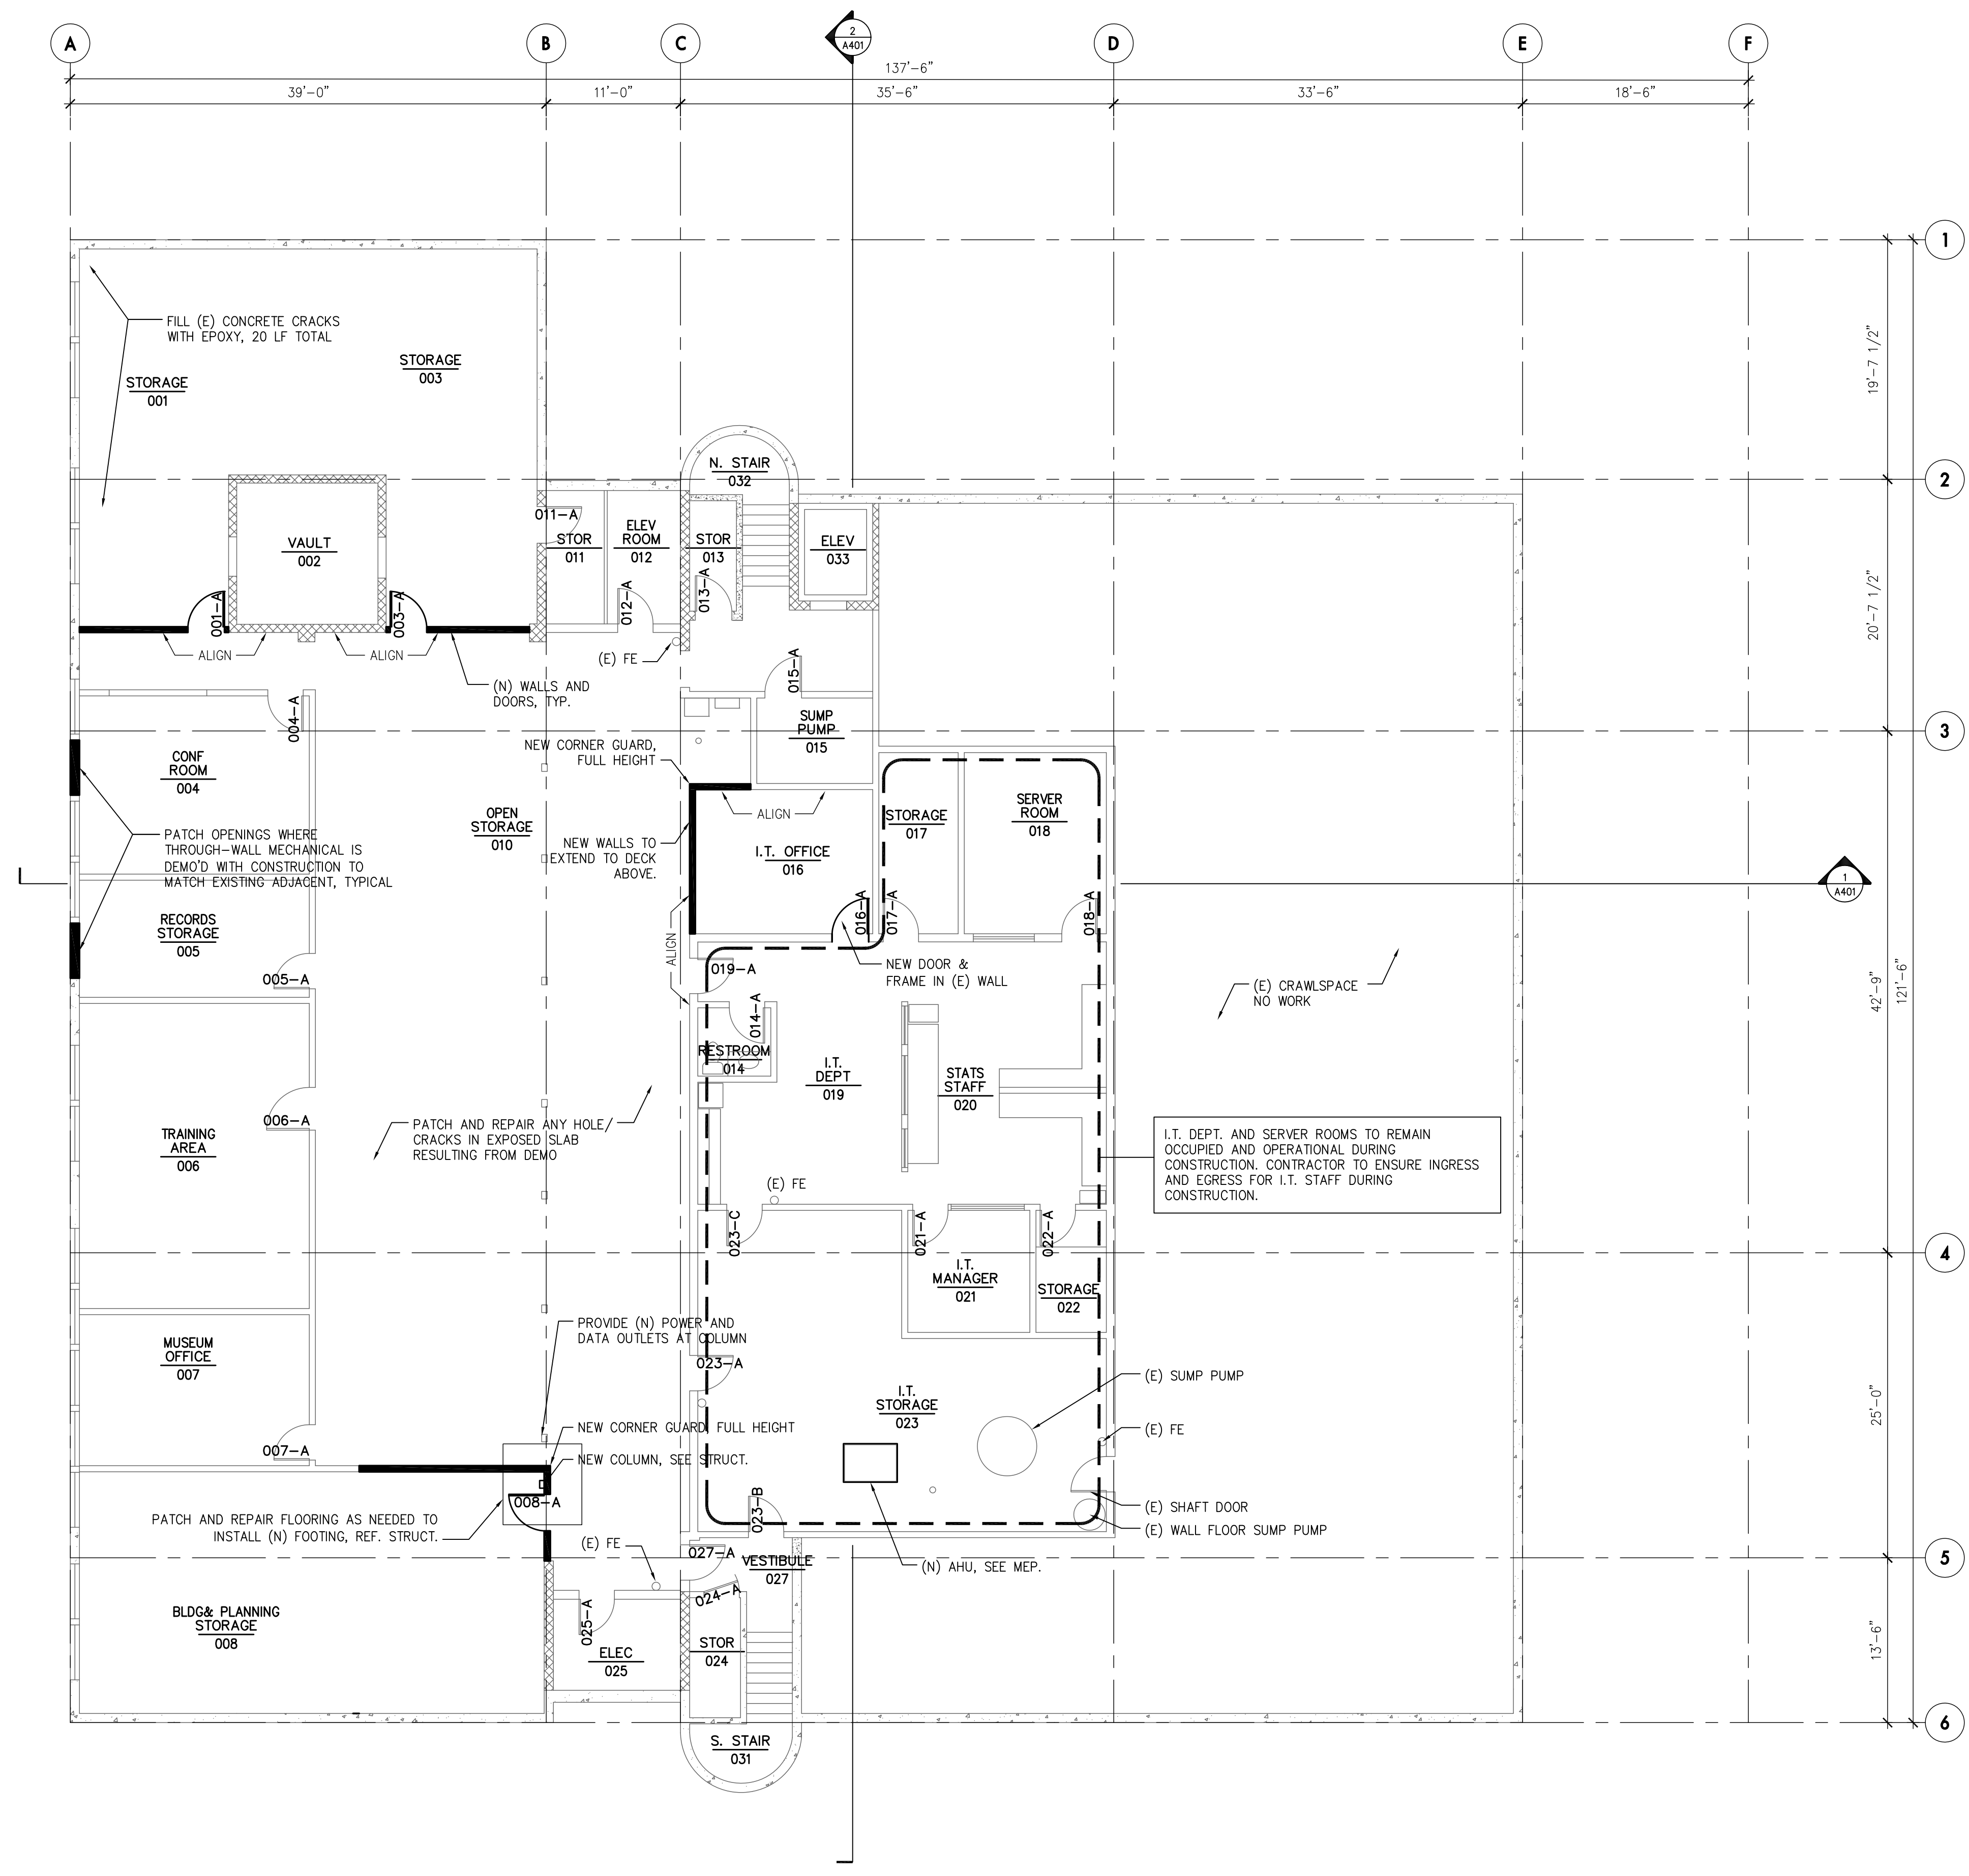 A
B
C
2
A401
D
E
F
137'-6"
39'-0"
11'-0"
35'-6"
33'-6"
18'-6"
1
FILL (E) CONCRETE CRACKS
WITH EPOXY, 20 LF TOTAL
19'-7 1/2"
STORAGE
003
STORAGE
001
N. STAIR
032
2
011-A
STOR
011
ELEV
ROOM
012
STOR
013
ELEV
033
VAULT
002
001-A
003-A
012-A
013-A
20'-7 1/2"
ALIGN
ALIGN
(E) FE
015-A
(N) WALLS AND
DOORS, TYP.
004-A
SUMP
PUMP
015
3
CONF
ROOM
004
NEW CORNER GUARD,
FULL HEIGHT
OPEN
STORAGE
010
ALIGN
STORAGE
017
SERVER
ROOM
018
PATCH OPENINGS WHERE
THROUGH-WALL MECHANICAL IS
DEMO'D WITH CONSTRUCTION TO
MATCH EXISTING ADJACENT, TYPICAL
NEW WALLS TO
EXTEND TO DECK
ABOVE.
I.T. OFFICE
016
1
A401
RECORDS
STORAGE
005
016-A
017-A
018-A
ALIGN
005-A
019-A
NEW DOOR &
FRAME IN (E) WALL
(E) CRAWLSPACE
NO WORK
42'-9"
121'-6"
014-A
RESTROOM
014
I.T.
DEPT
019
STATS
STAFF
020
006-A
TRAINING
AREA
006
PATCH AND REPAIR ANY HOLE/
CRACKS IN EXPOSED SLAB
RESULTING FROM DEMO
I.T. DEPT. AND SERVER ROOMS TO REMAIN
OCCUPIED AND OPERATIONAL DURING
CONSTRUCTION. CONTRACTOR TO ENSURE INGRESS
AND EGRESS FOR I.T. STAFF DURING
CONSTRUCTION.
(E) FE
023-C
021-A
022-A
4
I.T.
MANAGER
021
STORAGE
022
PROVIDE (N) POWER AND
DATA OUTLETS AT COLUMN
MUSEUM
OFFICE
007
023-A
(E) SUMP PUMP
I.T.
STORAGE
023
25'-0"
NEW CORNER GUARD, FULL HEIGHT
(E) FE
007-A
NEW COLUMN, SEE STRUCT.
008-A
023-B
(E) SHAFT DOOR
PATCH AND REPAIR FLOORING AS NEEDED TO
INSTALL (N) FOOTING, REF. STRUCT.
(E) WALL FLOOR SUMP PUMP
(E) FE
027-A
VESTIBULE
027
(N) AHU, SEE MEP.
5
024-A
025-A
BLDG& PLANNING
STORAGE
008
ELEC
025
STOR
024
13'-6"
6
S. STAIR
031